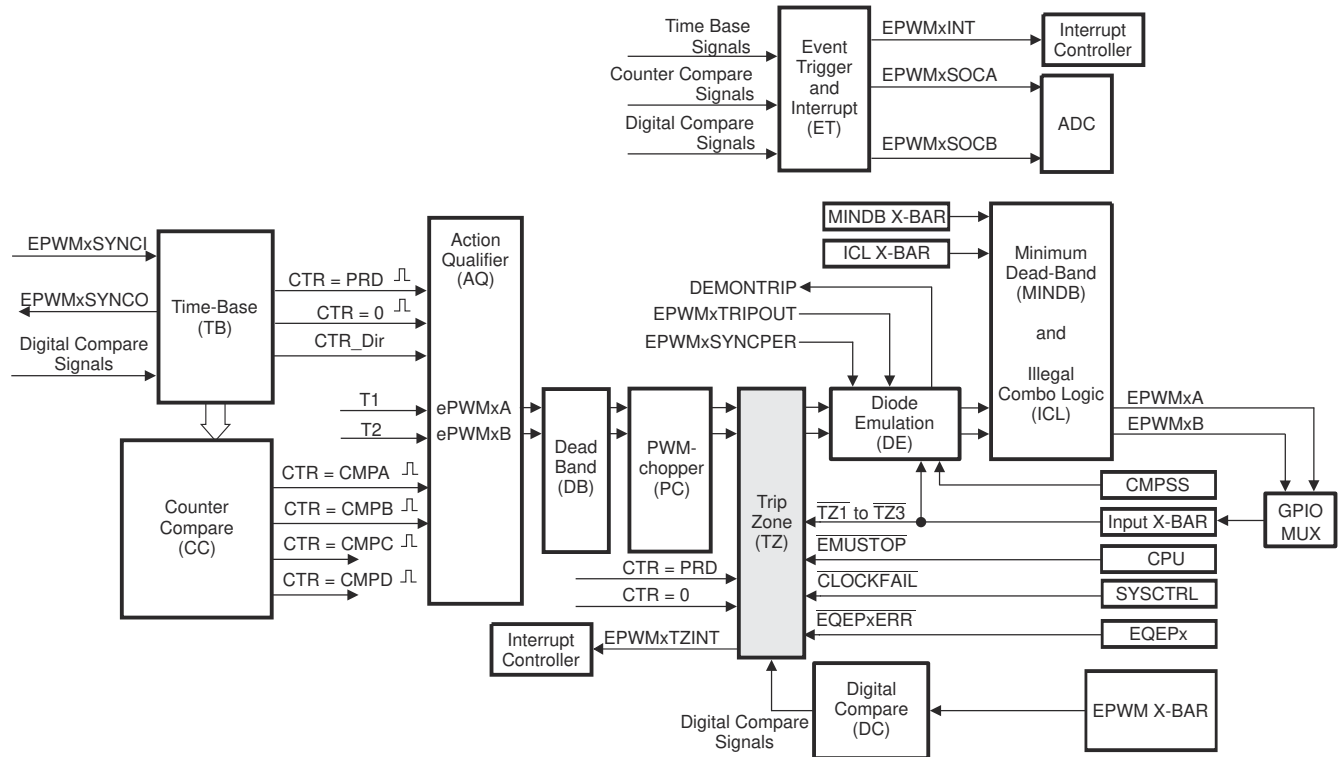 Time Base
Signals
Counter Compare
Signals
Digital Compare
Signals
Event
Trigger
and
Interrupt
(ET)
EPWMxINT
EPWMxSOCA
EPWMxSOCB
Interrupt
Controller
ADC
EPWMxSYNCI
EPWMxSYNCO
Digital Compare
Signals
Time-Base
(TB)
CTR = PRD
CTR = 0
CTR_Dir
Action
Qualifier
(AQ)
T1
T2
ePWMxA
ePWMxB
Counter
Compare
(CC)
CTR = CMPA
CTR = CMPB
CTR = CMPC
CTR = CMPD
Dead
Band
(DB)
PWM-
chopper
(PC)
Trip
Zone
(TZ)
CTR = PRD
CTR = 0
Interrupt
Controller
EPWMxTZINT
MINDB X-BAR
ICL X-BAR
DEMONTRIP
EPWMxTRIPOUT
EPWMxSYNCPER
Diode
Emulation
(DE)
Minimum
Dead-Band
(MINDB)
and
Illegal
Combo Logic
(ICL)
EPWMxA
EPWMxB
TZ1 to TZ3
EMUSTOP
CLOCKFAIL
EQEPxERR
CMPSS
Input X-BAR
CPU
SYSCTRL
EQEPx
GPIO
MUX
Digital Compare
Signals
Digital
Compare
(DC)
EPWM X-BAR